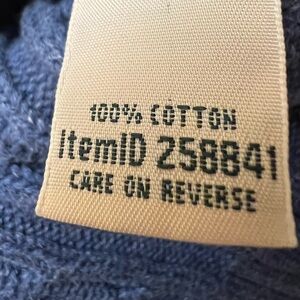 100% COTTON
ItemID 258841
CARE ON REVERSE